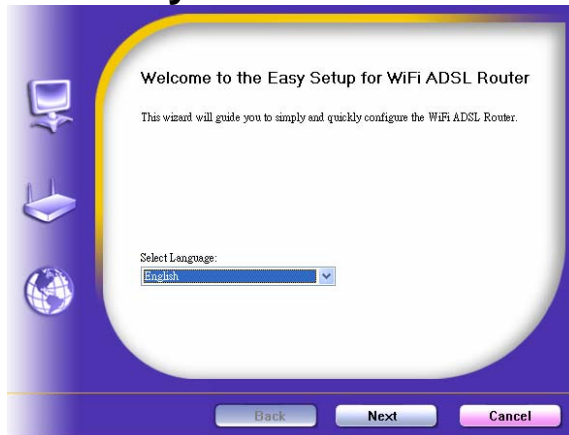 Welcome to the Easy Setup for WiFi ADSL Router
This wizard will guide you to simply and quickly configure the WiFi ADSL Router.
Select Language:
English
Back
Next
Cancel